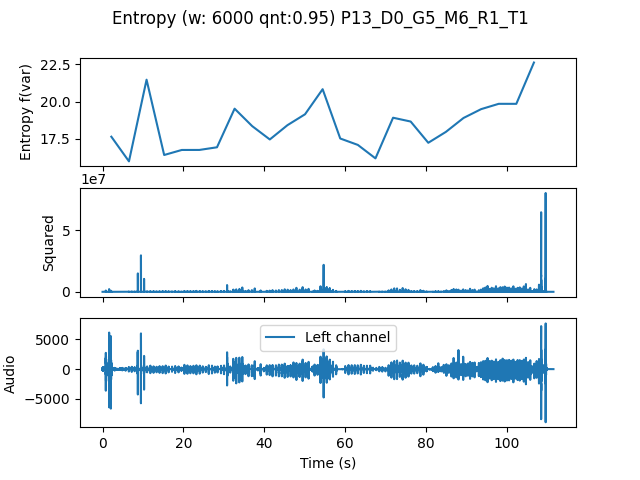 Entropy (w: 6000 qnt:0.95) P13_D0_G5_M6_R1_T1
22.5
20.0
17.5
Entropy f(var)
1e7
5
0
Squared
Left channel
5000
0
−5000
Audio
0 20 40 60 80 100
Time (s)